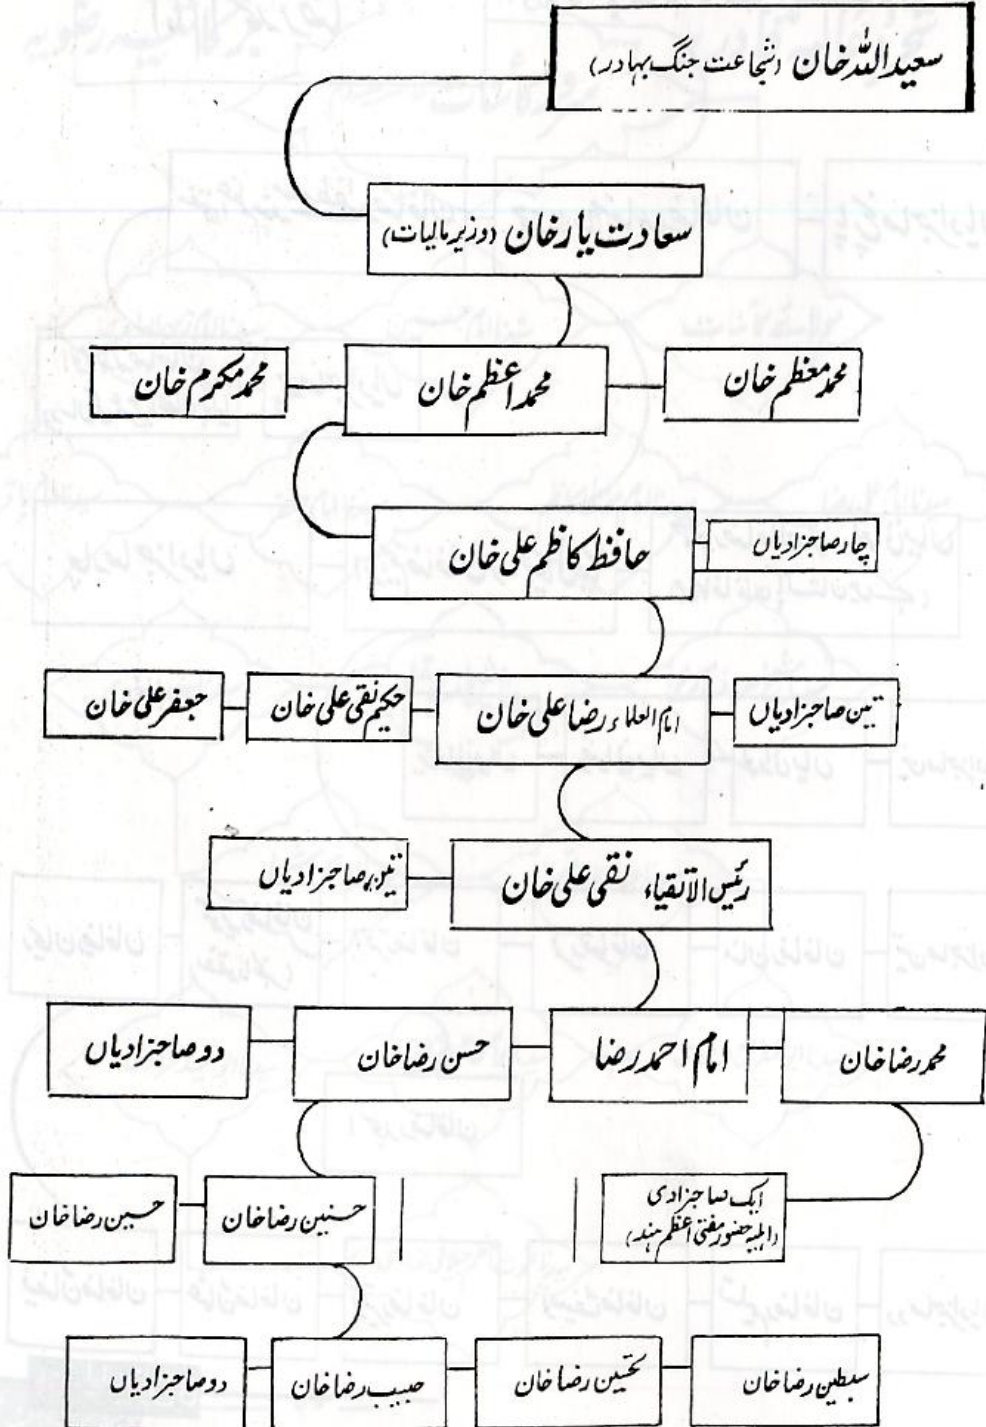 سعید اللہ خان (شجاعت جنگ بہادر)
سعادت یار خان (وزیر مالیات)
محمد معظم خان
محمد اعظم خان
محمد مکرم خان
حافظ کاظم علی خان
چار صاحبزادیاں
تین صاحبزادیاں
امام العلماء رضا علی خان
حکیم نقی علی خان
جعفر علی خان
رئیس الاتقیاء نقی علی خان
تین صاحبزادیاں
محمد رضا خان
امام احمد رضا
حسن رضا خان
دو صاحبزادیاں
ایک صاحبزادی
(اہلیہ حضور مفتی اعظم ہند)
حسنین رضا خان
حسین رضا خان
سبطین رضا خان
تحسین رضا خان
حبیب رضا خان
دو صاحبزادیاں